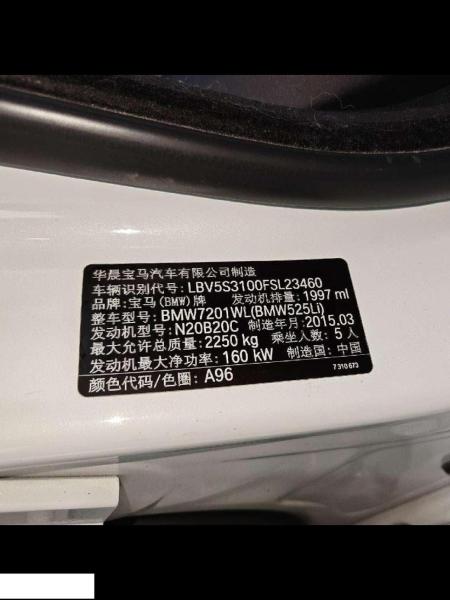 华晨宝马汽车有限公司制造
车辆识别代号: LBV5S3100FSL23460
品牌: 宝马(BMW)牌 发动机排量: 1997 ml
整车型号: BMW7201WL(BMW525Li)
发动机型号: N20B20C 制造年月: 2015.03
最大允许总质量: 2250 kg 乘坐人数: 5 人
发动机最大净功率: 160 kW 制造国: 中国
颜色代码/色圈: A96 7 310 673